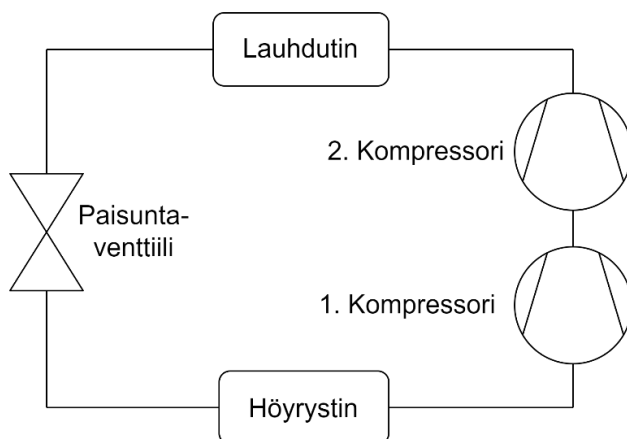 Lauhdutin
2. Kompressori
Paisunta-
venttiili
1. Kompressori
Höyrystin